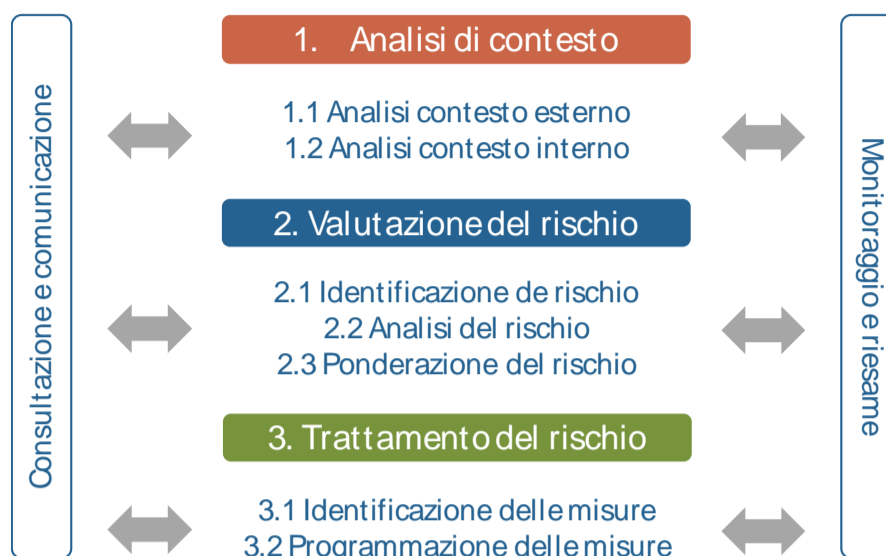 Consultazione e comunicazione
1. Analisi di contesto
1.1 Analisi contesto esterno
1.2 Analisi contesto interno
2. Valutazione del rischio
2.1 Identificazione de rischio
2.2 Analisi del rischio
2.3 Ponderazione del rischio
3. Trattamento del rischio
3.1 Identificazione delle misure
3.2 Programmazione delle misure
Monitoraggio e riesame